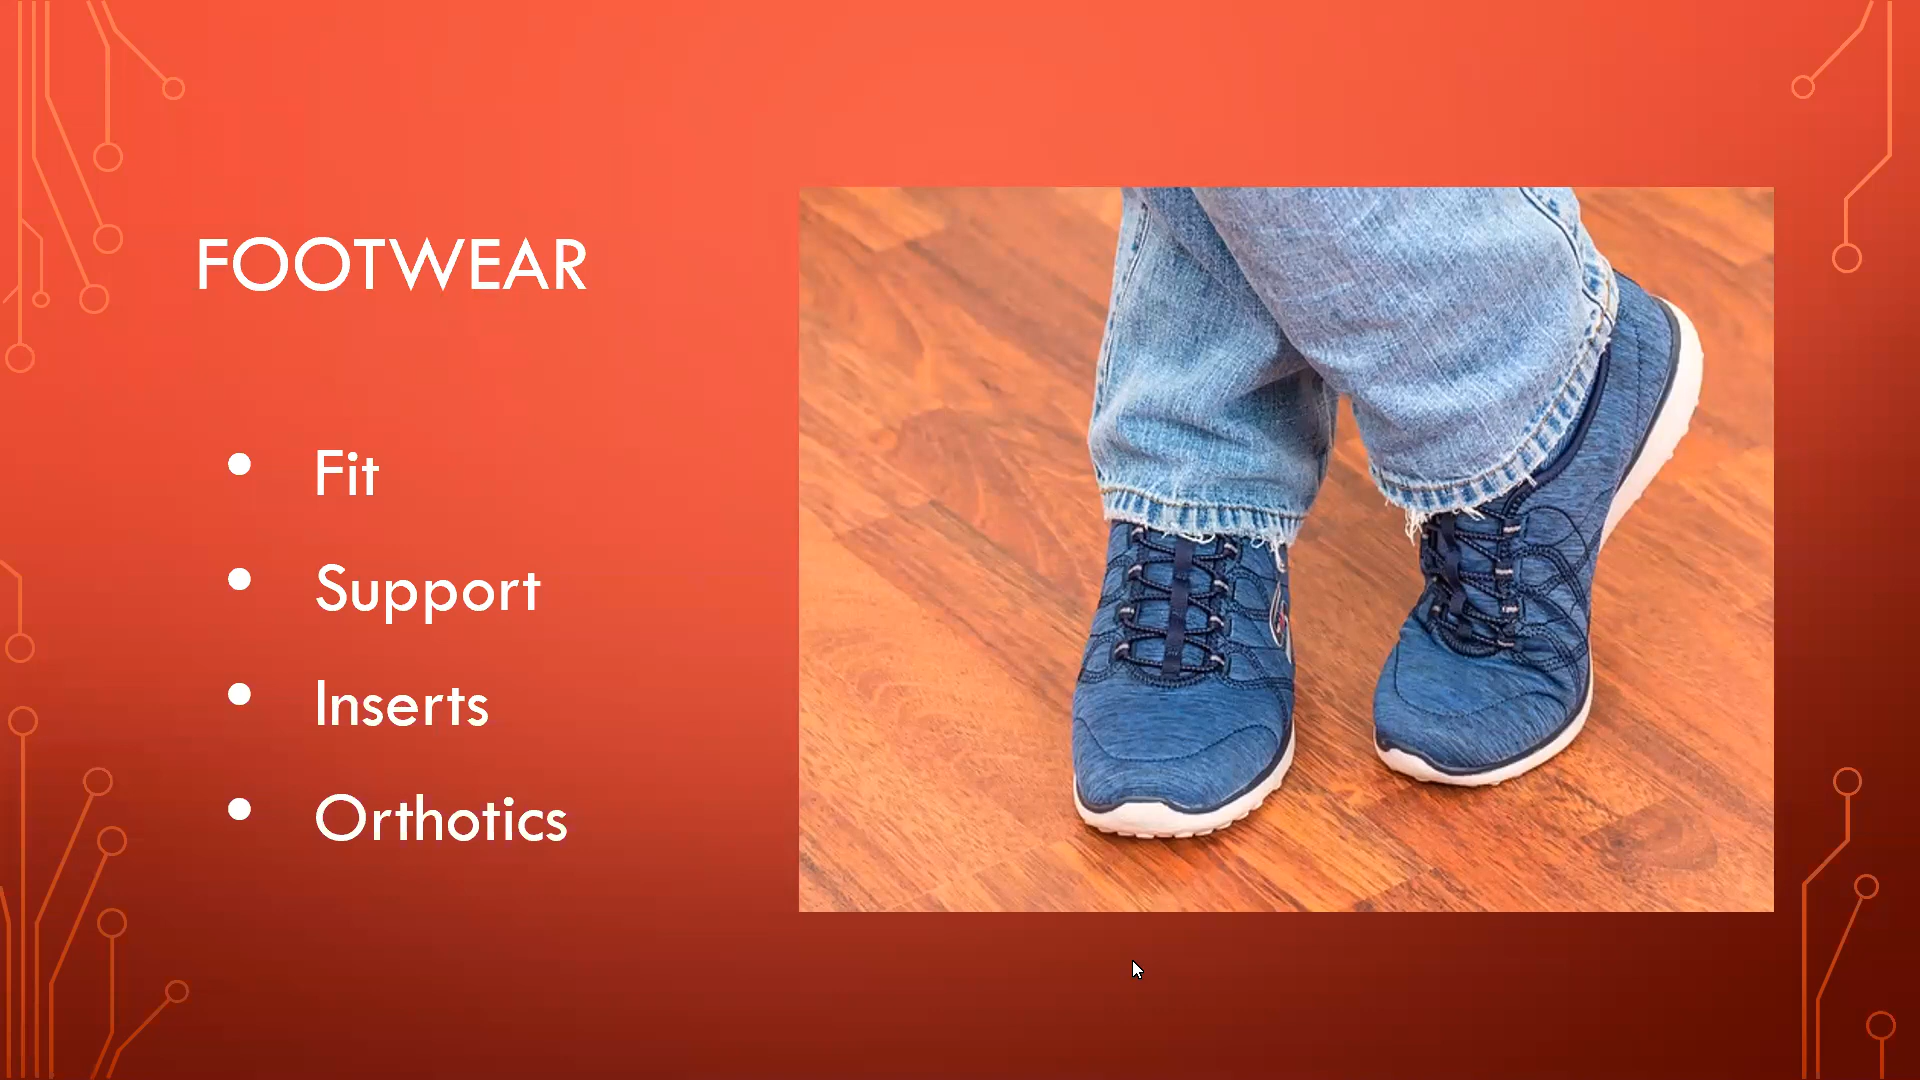 FOOTWEAR
• Fit
• Support
• Inserts
• Orthotics